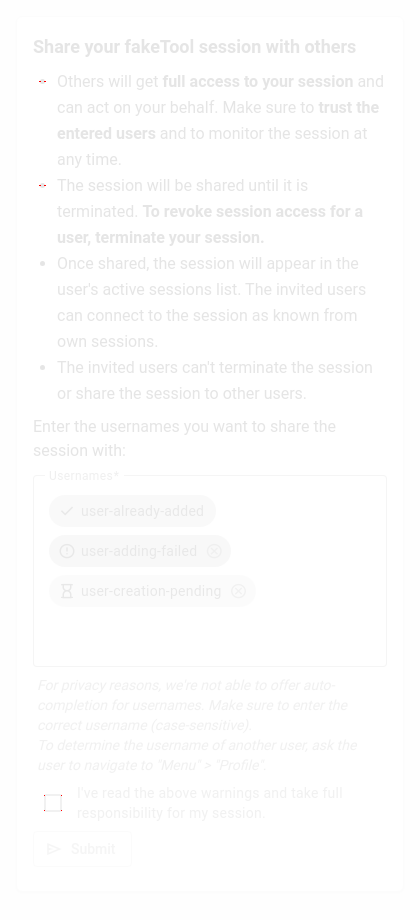 Share your fakeTool session with others
Others will get full access to your session and
can act on your behalf. Make sure to trust the
entered users and to monitor the session at
any time.
The session will be shared until it is
terminated. To revoke session access for a
user, terminate your session.
Once shared, the session will appear in the
user's active sessions list. The invited users
can connect to the session as known from
own sessions.
The invited users can't terminate the session
or share the session to other users.
Enter the usernames you want to share the
session with:
Usernames*
user-already-added
user-adding-failed
user-creation-pending
For privacy reasons, we're not able to offer auto-
completion for usernames. Make sure to enter the
correct username (case-sensitive).
To determine the username of another user, ask the
user to navigate to "Menu" > "Profile".
I've read the above warnings and take full
responsibility for my session.
Submit